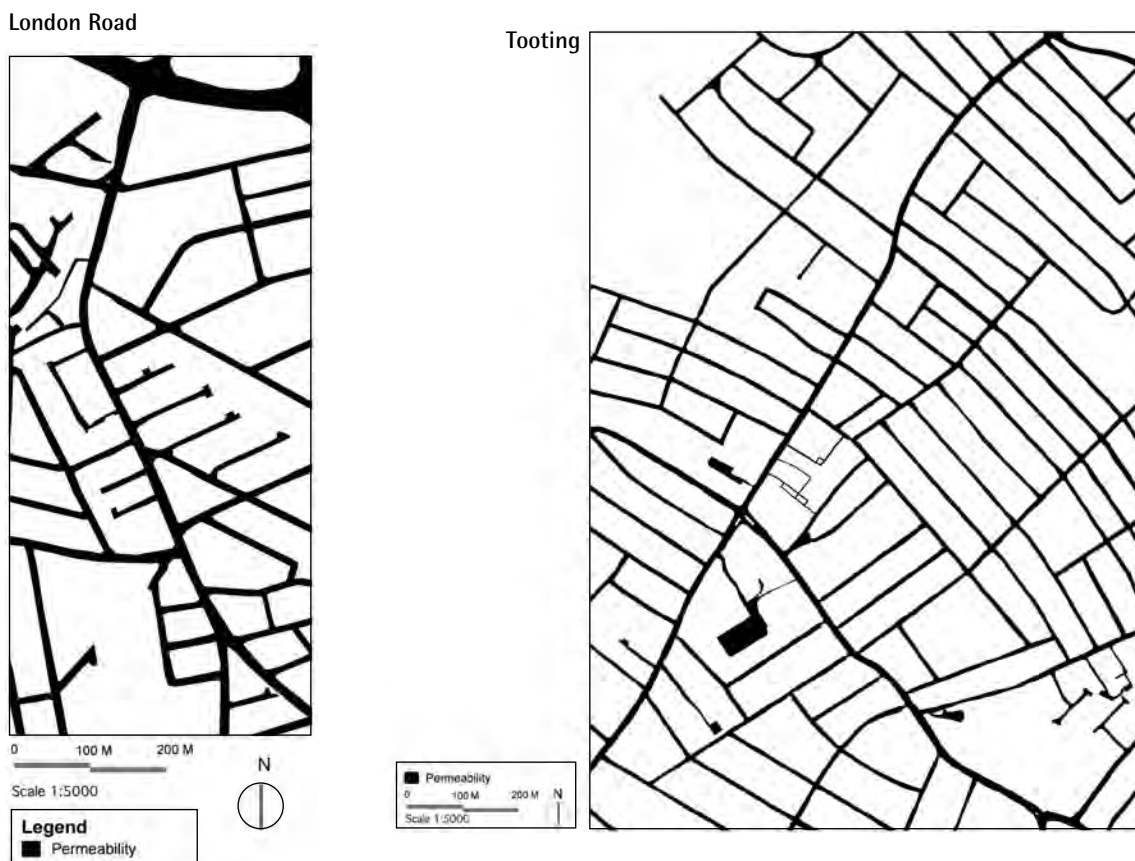 London Road
Tooting
0 100 M 200 M
Scale 1:5000
N
Legend
Permeability
Permeability
0 100 M 200 M N
Scale 1:5000